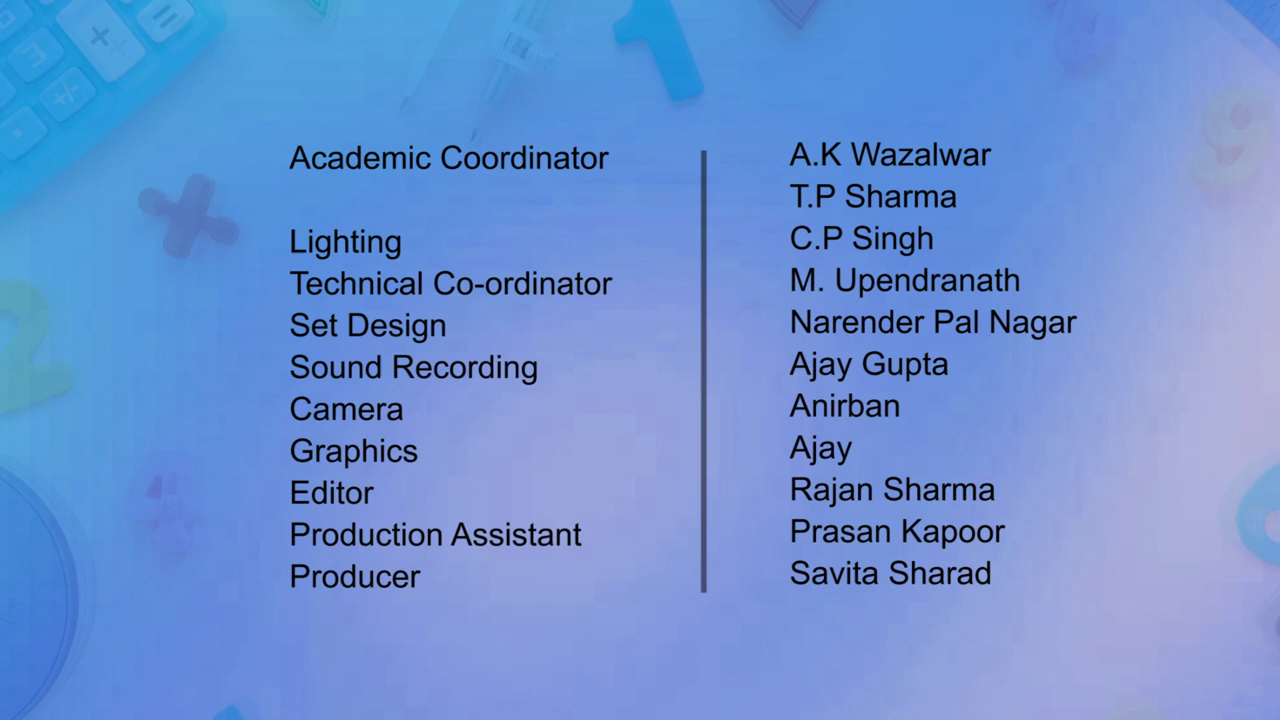 Academic Coordinator A.K Wazalwar
T.P Sharma
Lighting C.P Singh
Technical Co-ordinator M. Upendranath
Set Design Narender Pal Nagar
Sound Recording Ajay Gupta
Camera Anirban
Graphics Ajay
Editor Rajan Sharma
Production Assistant Prasan Kapoor
Producer Savita Sharad